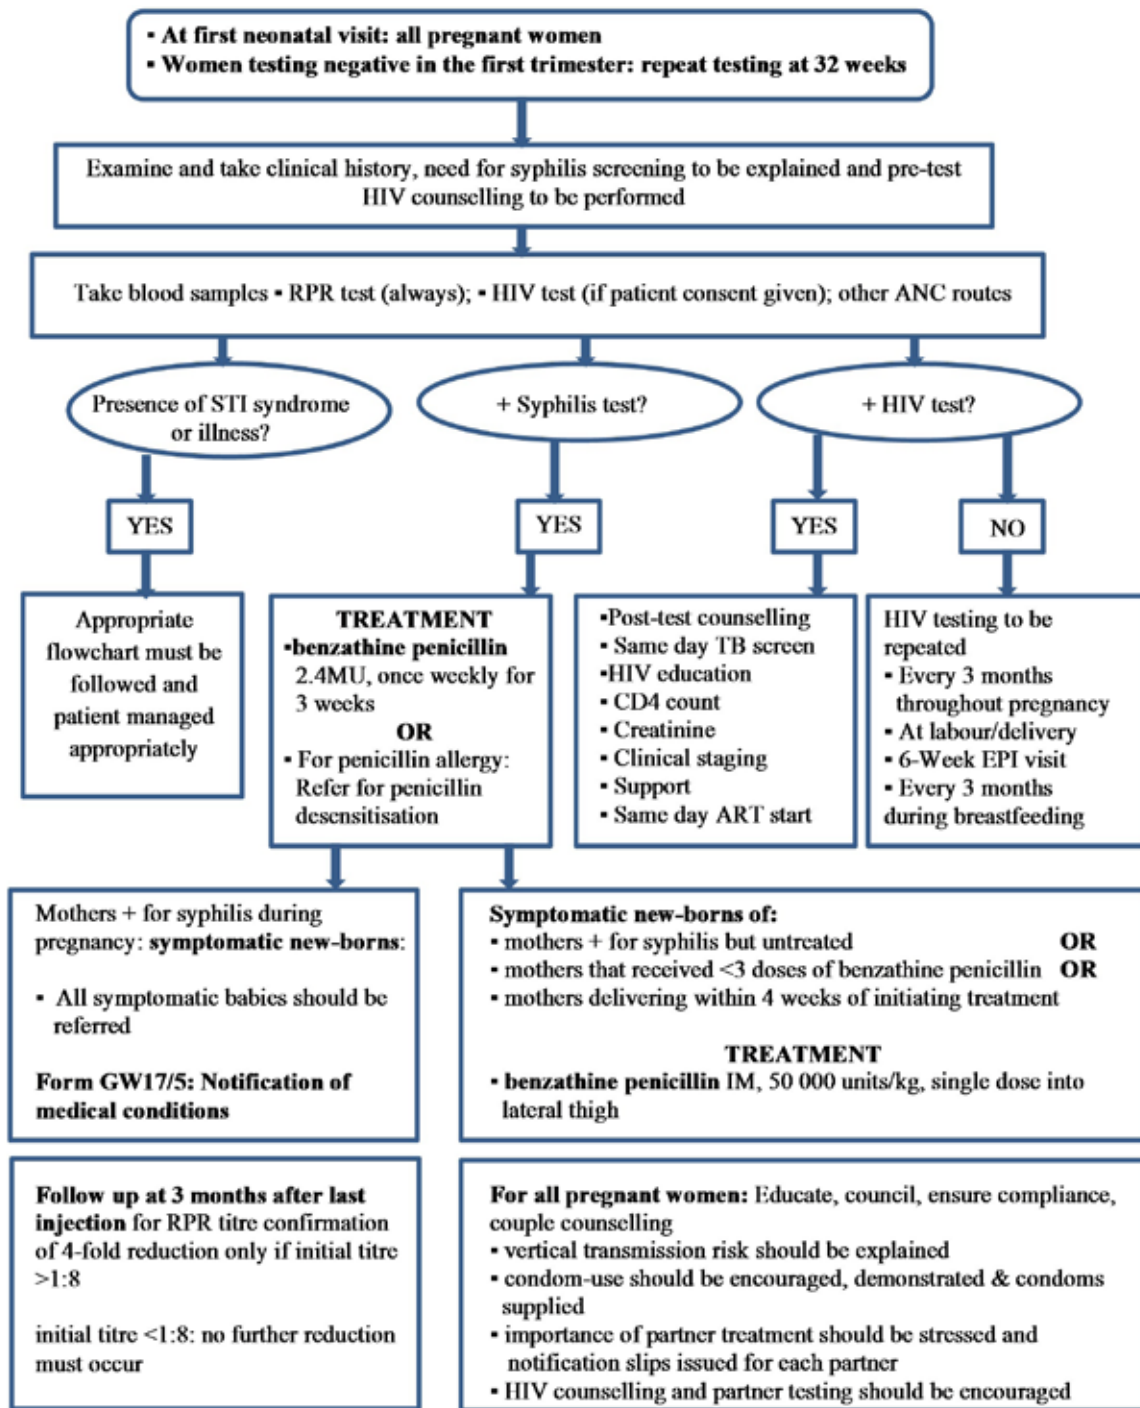 ▪ At first neonatal visit: all pregnant women
▪ Women testing negative in the first trimester: repeat testing at 32 weeks
Examine and take clinical history, need for syphilis screening to be explained and pre-test
HIV counselling to be performed
Take blood samples ▪ RPR test (always); ▪ HIV test (if patient consent given); other ANC routes
Presence of STI syndrome
or illness?
+ Syphilis test?
+ HIV test?
YES
YES
YES
NO
Appropriate
flowchart must be
followed and
patient managed
appropriately
TREATMENT
▪benzathine penicillin
2.4MU, once weekly for
3 weeks
OR
▪ For penicillin allergy:
Refer for penicillin
desensitisation
▪Post-test counselling
▪ Same day TB screen
▪HIV education
▪ CD4 count
▪ Creatinine
▪ Clinical staging
▪ Support
▪ Same day ART start
HIV testing to be
repeated
▪ Every 3 months
throughout pregnancy
▪ At labour/delivery
▪ 6-Week EPI visit
▪ Every 3 months
during breastfeeding
Mothers + for syphilis during
pregnancy: symptomatic new-borns:
▪ All symptomatic babies should be
referred
Form GW17/5: Notification of
medical conditions
Symptomatic new-borns of:
▪ mothers + for syphilis but untreated OR
▪ mothers that received <3 doses of benzathine penicillin OR
▪ mothers delivering within 4 weeks of initiating treatment
TREATMENT
▪ benzathine penicillin IM, 50 000 units/kg, single dose into
lateral thigh
Follow up at 3 months after last
injection for RPR titre confirmation
of 4-fold reduction only if initial titre
>1:8
initial titre <1:8: no further reduction
must occur
For all pregnant women: Educate, council, ensure compliance,
couple counselling
▪ vertical transmission risk should be explained
▪ condom-use should be encouraged, demonstrated & condoms
supplied
▪ importance of partner treatment should be stressed and
notification slips issued for each partner
▪ HIV counselling and partner testing should be encouraged